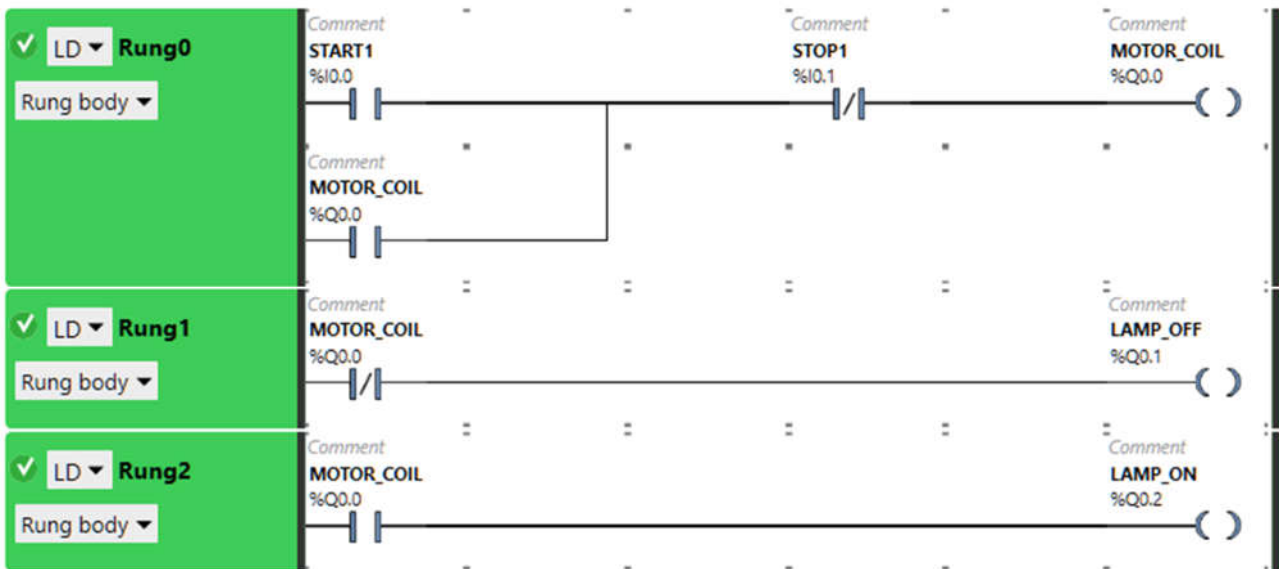 LD Rung0
Rung body
Comment
START1
%I0.0
Comment
STOP1
%I0.1
Comment
MOTOR_COIL
%Q0.0
Comment
MOTOR_COIL
%Q0.0
LD Rung1
Rung body
Comment
MOTOR_COIL
%Q0.0
Comment
LAMP_OFF
%Q0.1
LD Rung2
Rung body
Comment
MOTOR_COIL
%Q0.0
Comment
LAMP_ON
%Q0.2